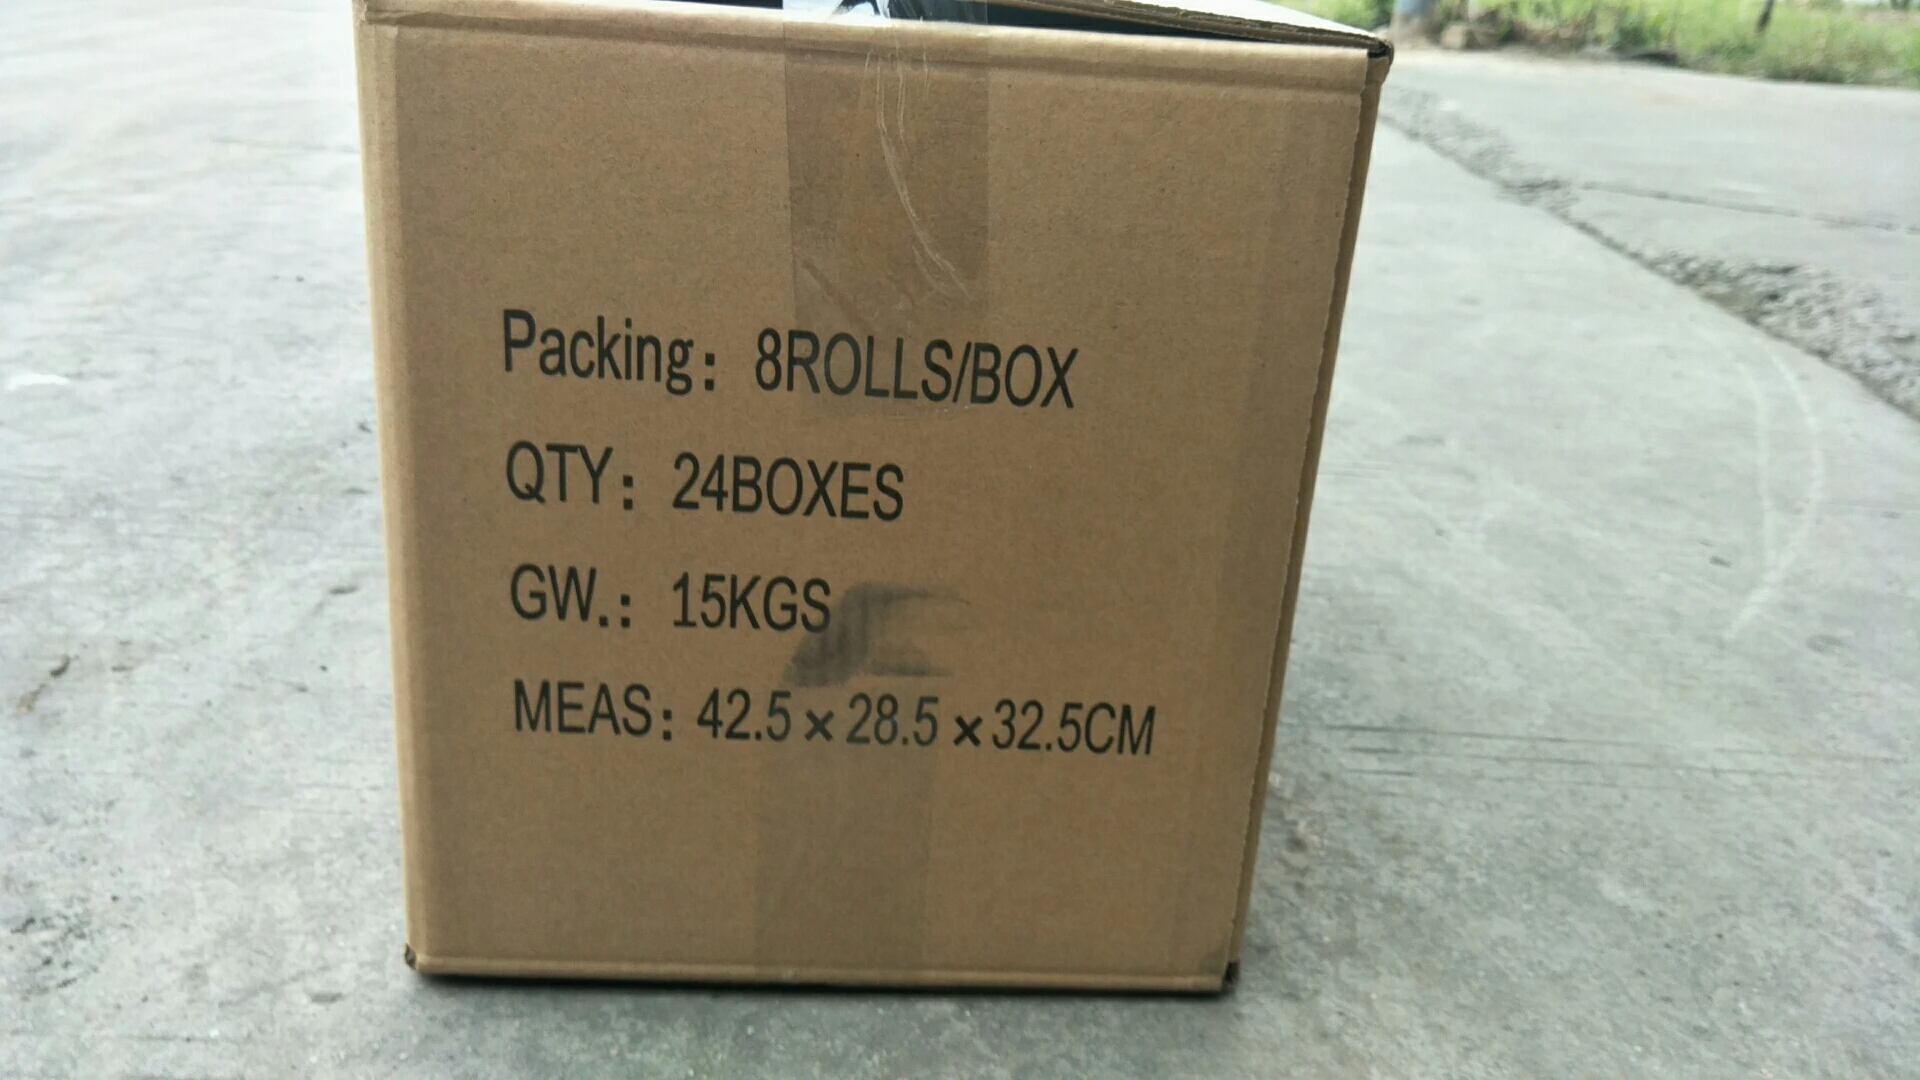 Packing: 8ROLLS/BOX
QTY: 24BOXES
GW.: 15KGS
MEAS: 42.5×28.5×32.5CM